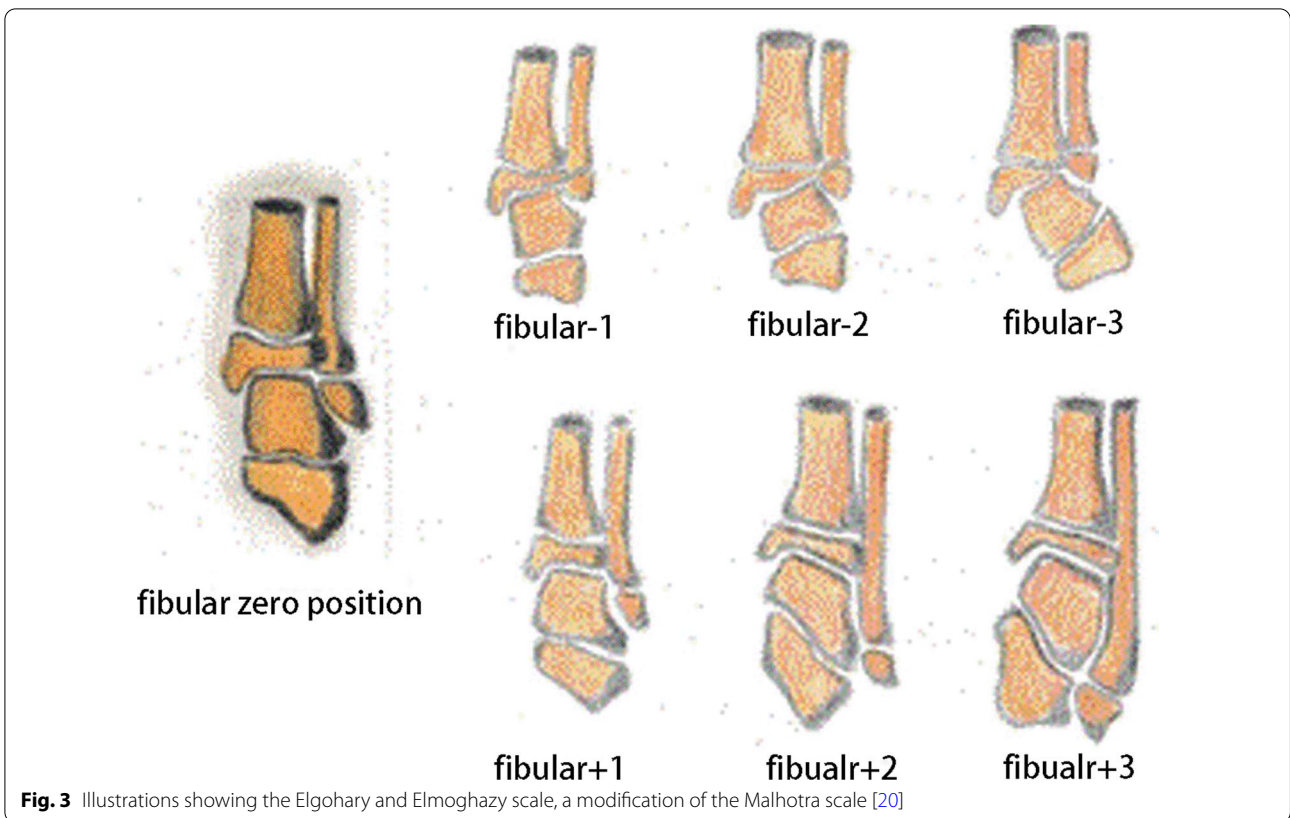 fibular-1
fibular-2
fibular-3
fibular zero position
fibular+1
fibualr+2
fibualr+3
Fig. 3 Illustrations showing the Elgohary and Elmoghazy scale, a modification of the Malhotra scale [20]